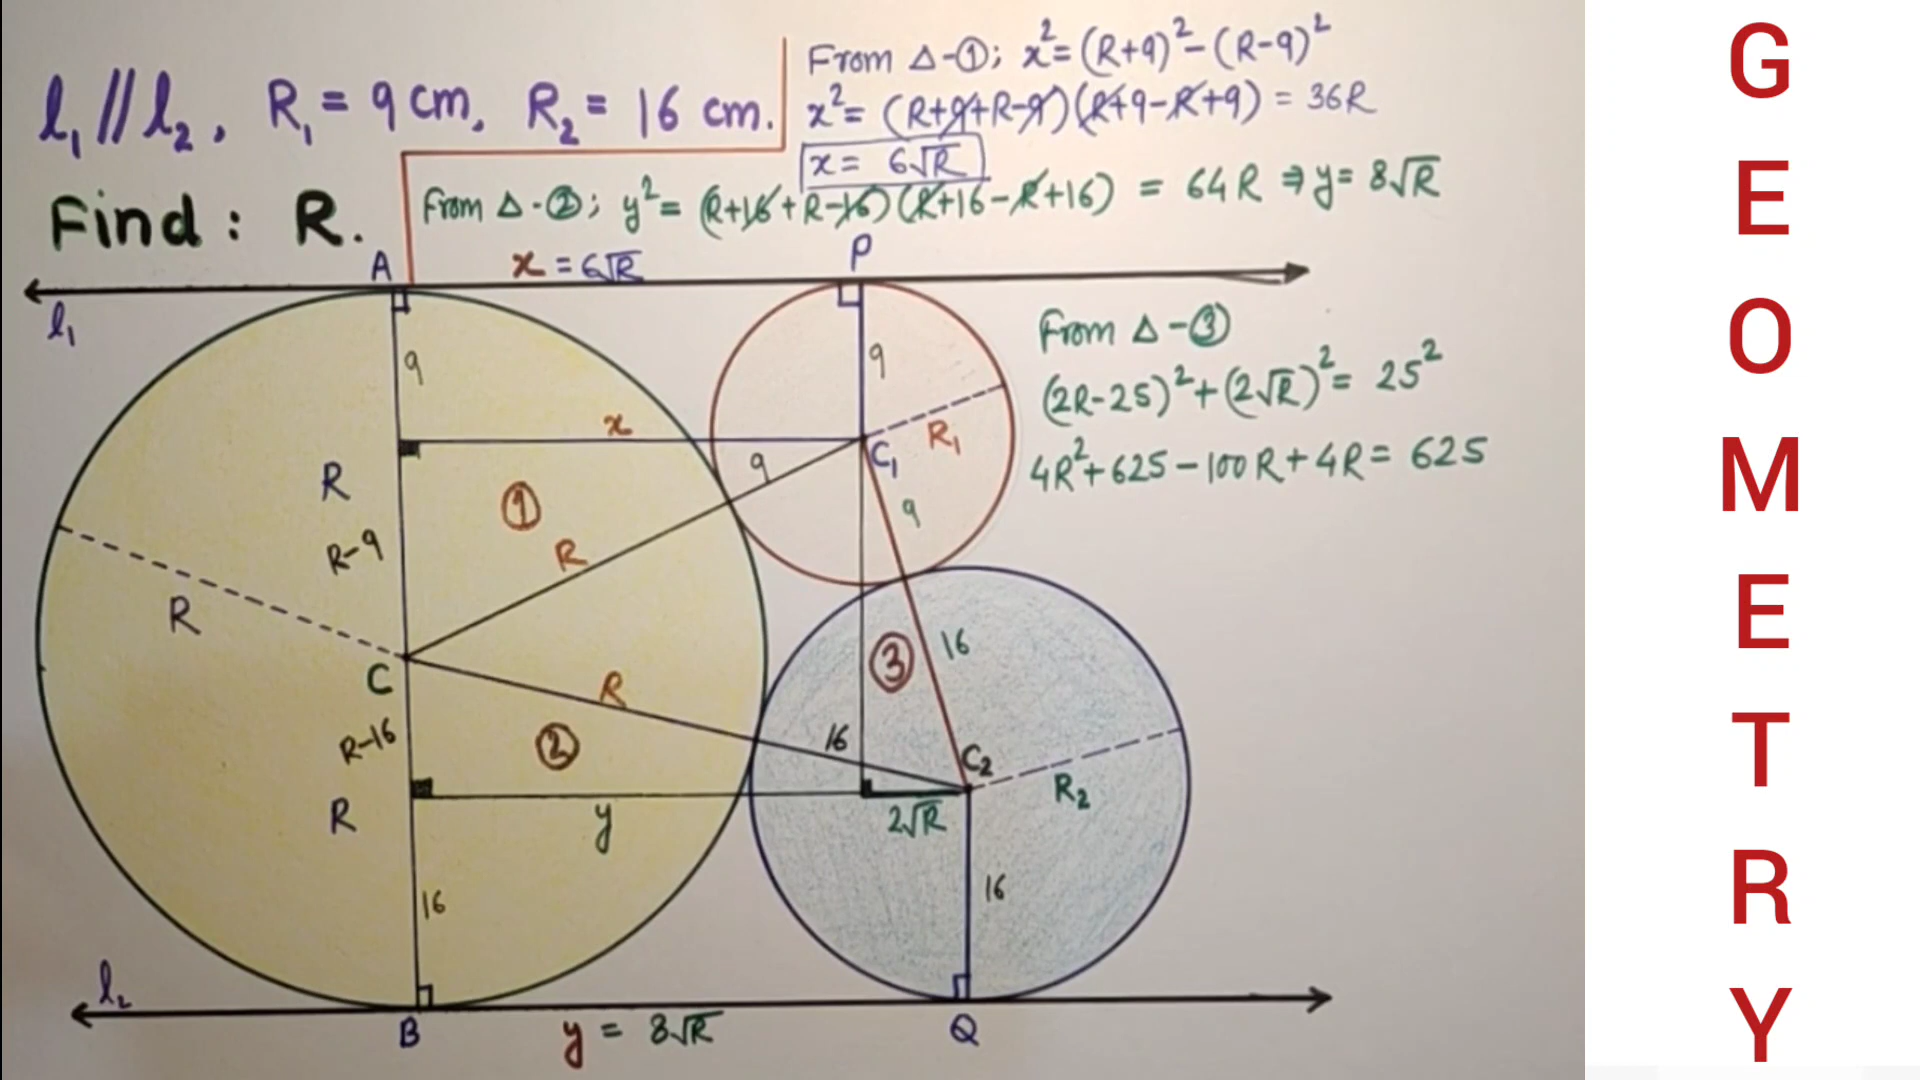 l₁ // l₂, R₁ = 9 cm, R₂ = 16 cm.
Find : R.
From Δ-①; x² = (R+9)² - (R-9)²
x² = (R+9+R-9)(R+9-R+9) = 36R
x = 6√R
From Δ-②; y² = (R+16+R-16)(R+16-R+16) = 64R ⇒ y = 8√R
A
x = 6√R
P
l₁
9
9
From Δ-③
(2R-25)² + (2√R)² = 25²
4R² + 625 - 100R + 4R = 625
x
R₁
C₁
9
R
①
9
R
R-9
R
③
16
C
R
R-16
②
16
C₂
R₂
R
y
2√R
16
16
l₂
B
y = 8√R
Q
G
E
O
M
E
T
R
Y